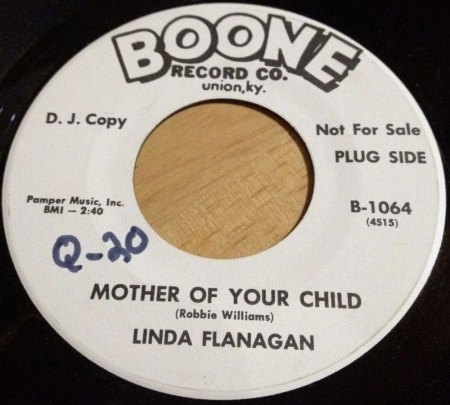 BOONE
RECORD CO.
union,ky.
D. J. Copy
Not For Sale
PLUG SIDE
Pamper Music, Inc.
BMI — 2:40
B-1064
(4515)
Q-20
MOTHER OF YOUR CHILD
(Robbie Williams)
LINDA FLANAGAN